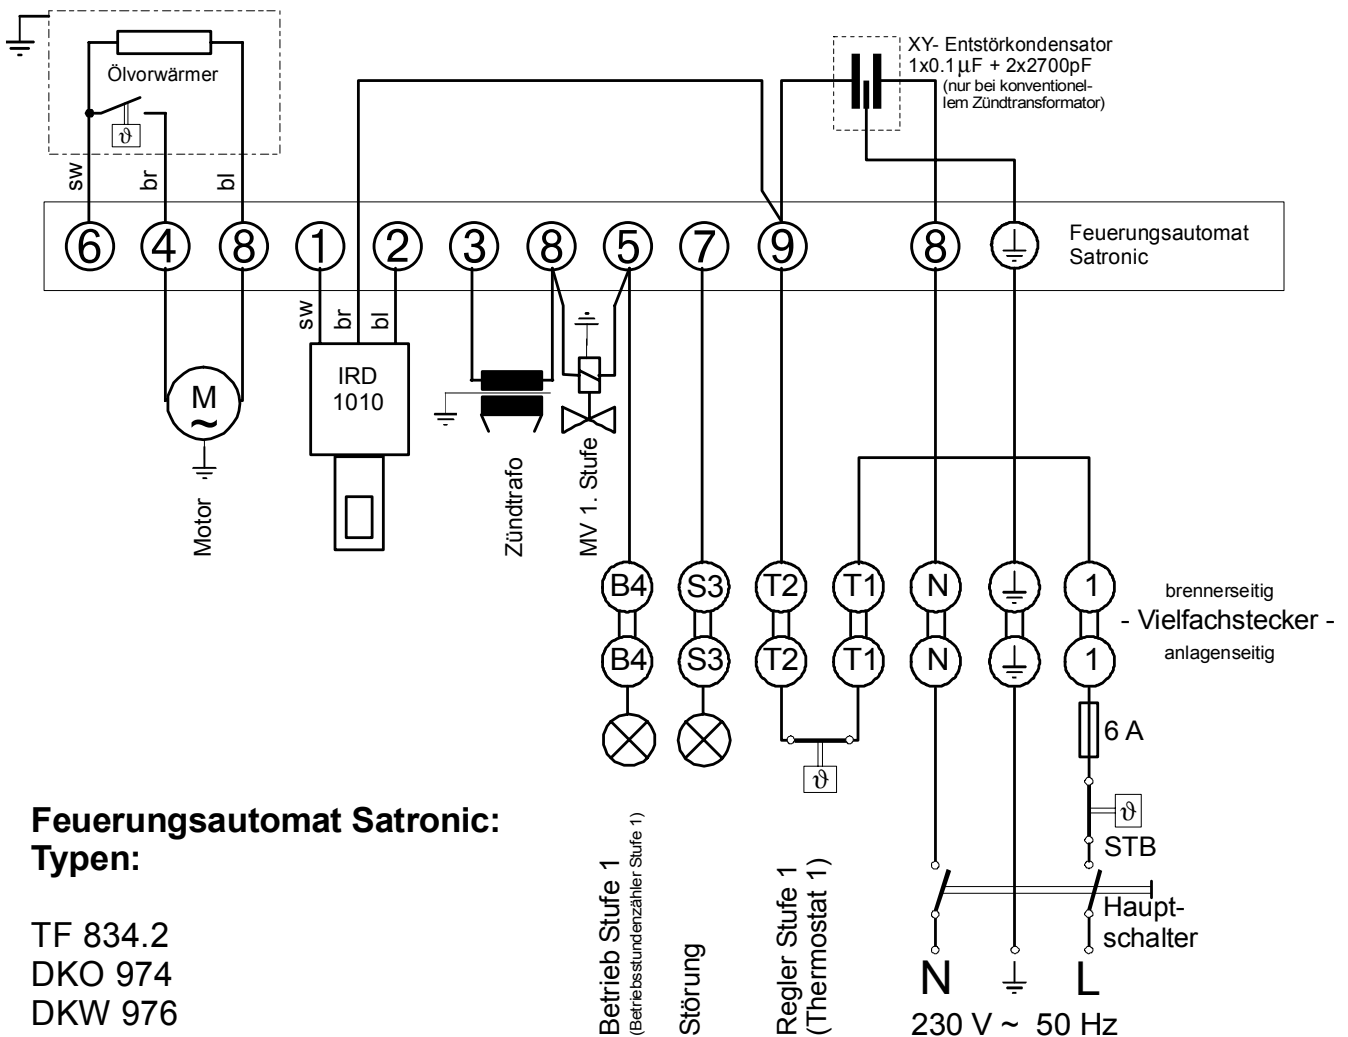 XY- Entstörkondensator
1x0.1µF + 2x2700pF
(nur bei konventionel-
lem Zündtransformator)
Ölvorwärmer
ϑ
sw
br
bl
6
4
8
1
2
3
8
5
7
9
8
Feuerungsautomat
Satronic
sw
br
bl
IRD
1010
M
~
Motor
Zündtrafo
MV 1. Stufe
B4
S3
T2
T1
N
1
brennerseitig
- Vielfachstecker -
anlagenseitig
B4
S3
T2
T1
N
1
6 A
ϑ
ϑ
STB
Haupt-
schalter
Feuerungsautomat Satronic:
Typen:
TF 834.2
DKO 974
DKW 976
Betrieb Stufe 1
(Betriebsstundenzähler Stufe 1)
Störung
Regler Stufe 1
(Thermostat 1)
N
L
230 V ~ 50 Hz